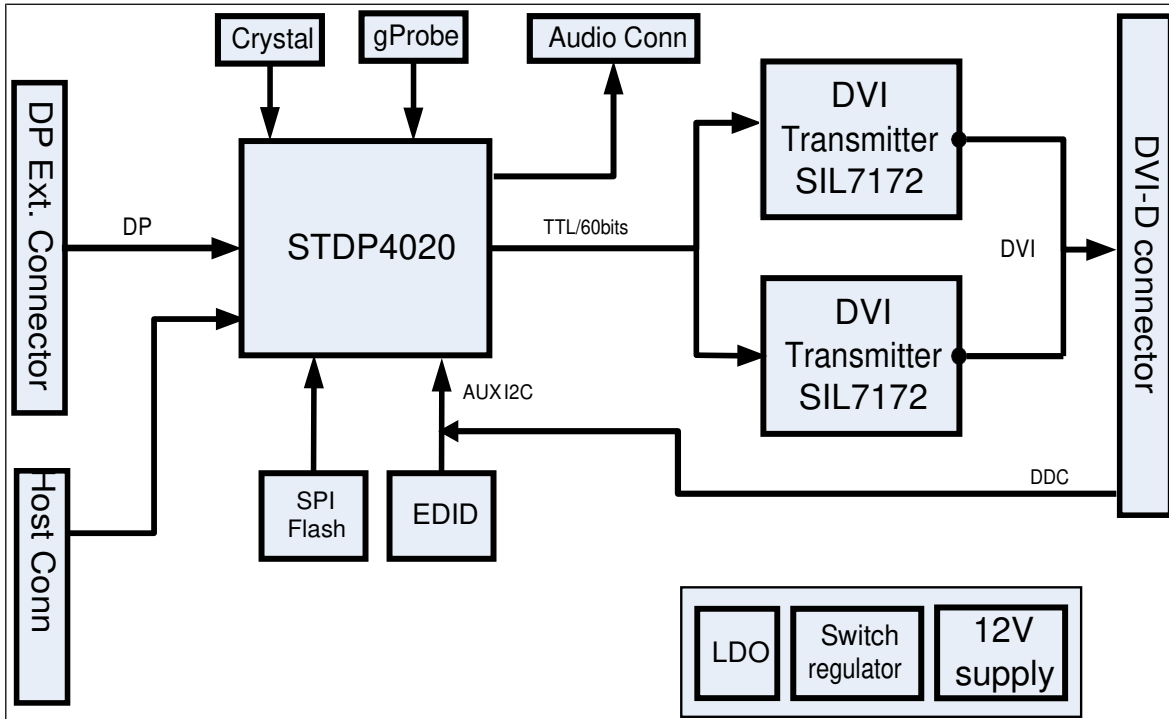 Crystal
gProbe
Audio Conn
DP Ext. Connector
DP
STDP4020
TTL/60bits
DVI
Transmitter
SIL7172
DVI
Transmitter
SIL7172
DVI
DVI-D connector
AUX I2C
DDC
Host Conn
SPI
Flash
EDID
LDO
Switch
regulator
12V
supply